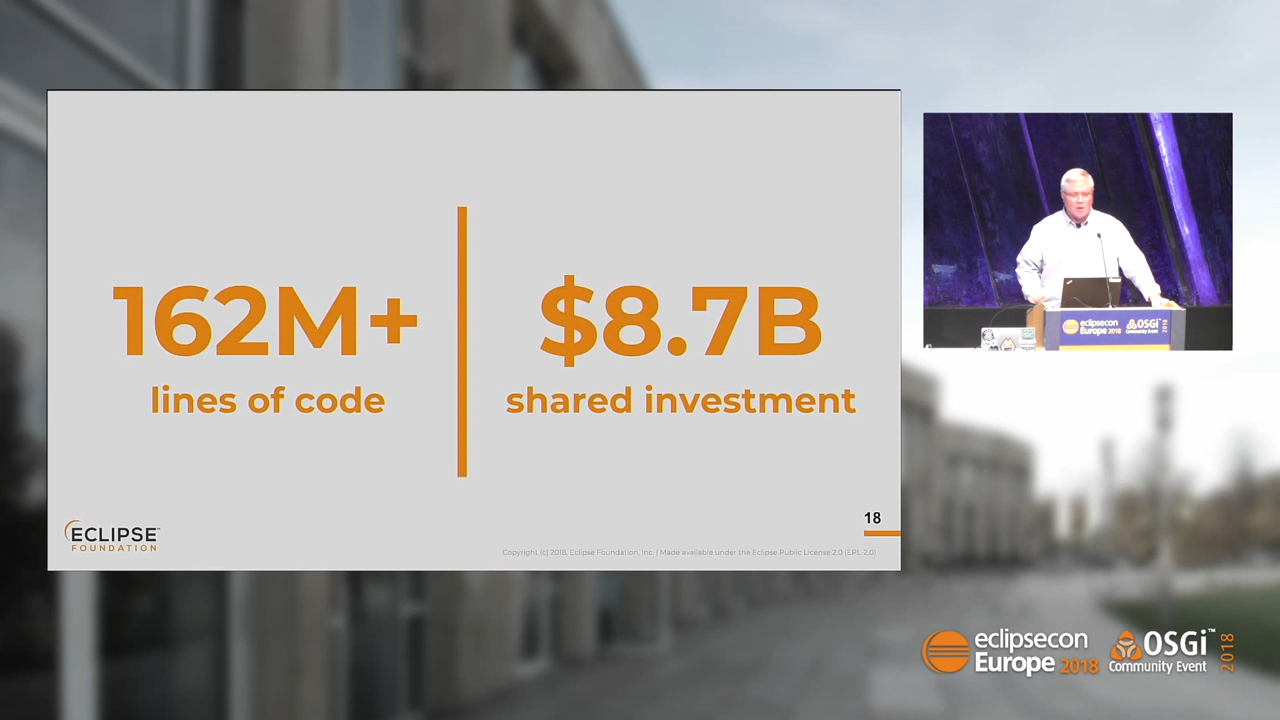 162M+
lines of code
$8.7B
shared investment
ECLIPSE™
FOUNDATION
18
Copyright (c) 2018, Eclipse Foundation, Inc. | Made available under the Eclipse Public License 2.0 (EPL-2.0)
eclipsecon
Europe 2018
OSGi
Community Event
2018
eclipsecon
Europe 2018
OSGi™
Community Event
2018